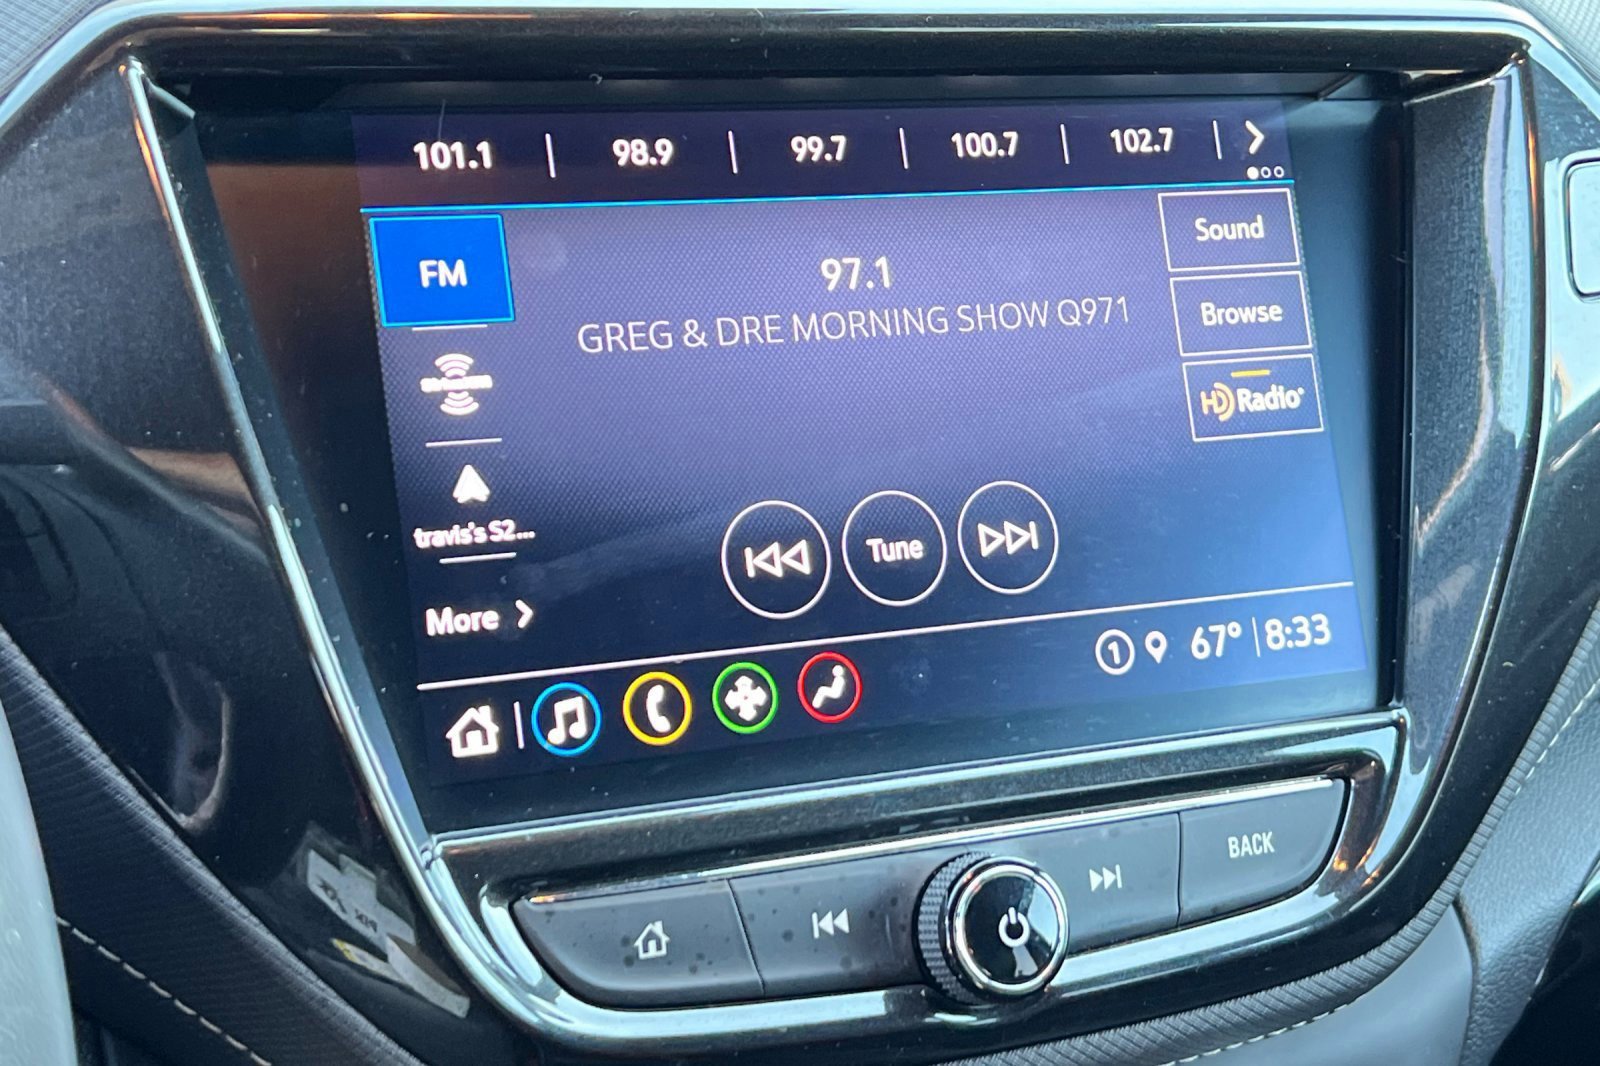 101.1 | 98.9 | 99.7 | 100.7 | 102.7
FM
97.1
GREG & DRE MORNING SHOW Q971
Sound
Browse
HD Radio
travis's S2...
Tune
More
1
67° | 8:33
BACK